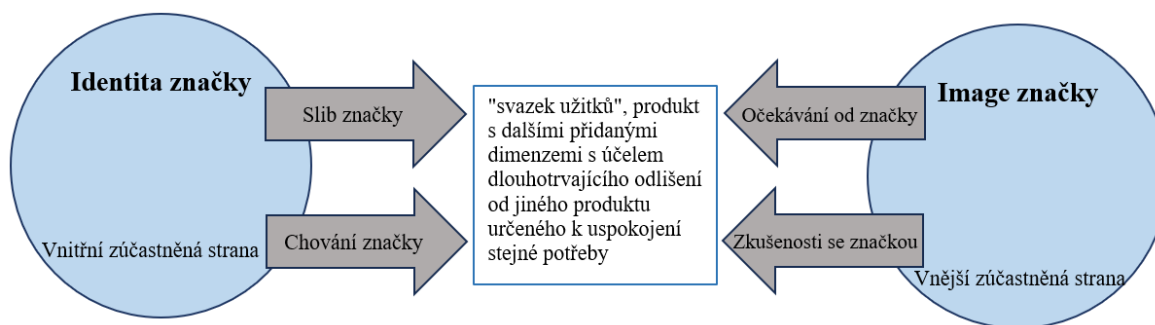 Identita značky
Slib značky
Chování značky
Vnitřní zúčastněná strana
"svazek užitků", produkt
s dalšími přidanými
dimenzemi s účelem
dlouhotrvajícího odlišení
od jiného produktu
určeného k uspokojení
stejné potřeby
Image značky
Očekávání od značky
Zkušenosti se značkou
Vnější zúčastněná strana